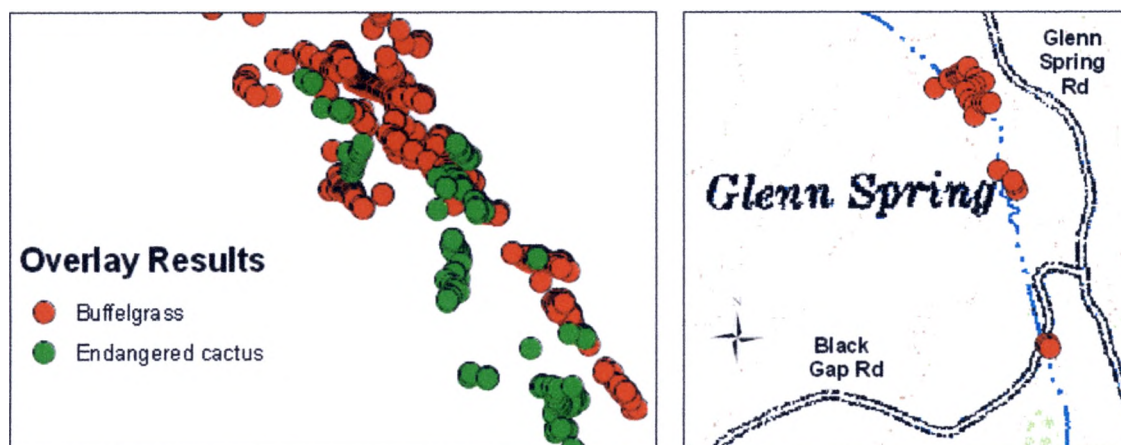 Overlay Results
Buffelgrass
Endangered cactus
Glenn
Spring
Rd
Glenn Spring
Black
Gap Rd